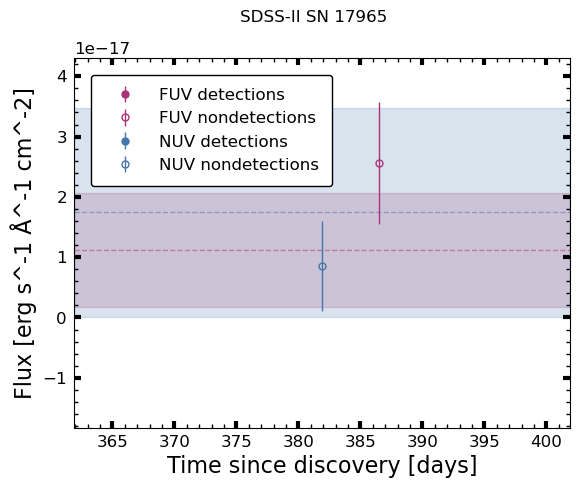 SDSS-II SN 17965
1e−17
4
3
2
1
0
−1
Flux [erg s^-1 Å^-1 cm^-2]
FUV detections
FUV nondetections
NUV detections
NUV nondetections
365 370 375 380 385 390 395 400
Time since discovery [days]